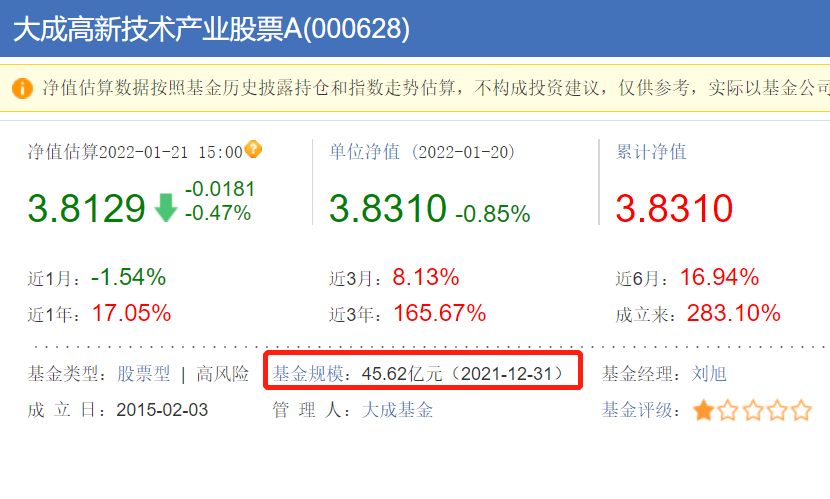 大成高新技术产业股票A(000628)
净值估算数据按照基金历史披露持仓和指数走势估算，不构成投资建议，仅供参考，实际以基金公司
净值估算2022-01-21 15:00 单位净值 (2022-01-20) 累计净值
3.8129 -0.0181 -0.47% 3.8310 -0.85% 3.8310
近1月：-1.54% 近3月：8.13% 近6月：16.94%
近1年：17.05% 近3年：165.67% 成立来：283.10%
基金类型：股票型 | 高风险 基金规模：45.62亿元（2021-12-31） 基金经理：刘旭
成 立 日：2015-02-03 管 理 人：大成基金 基金评级：